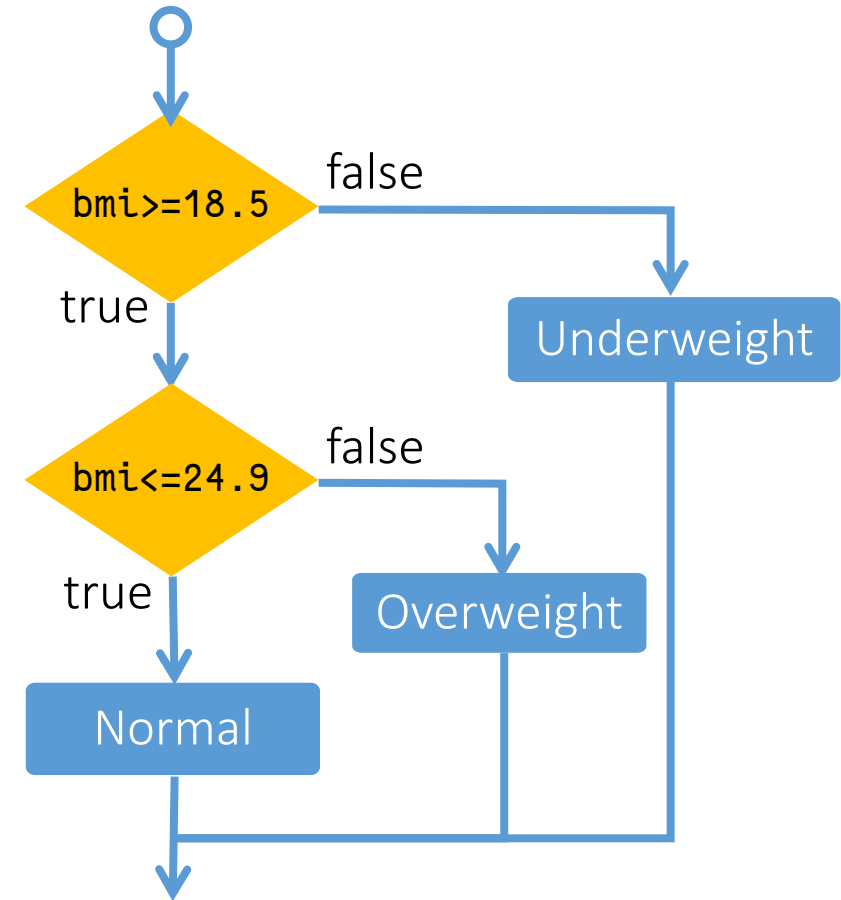 false
bmi>=18.5
true
Underweight
false
bmi<=24.9
true
Overweight
Normal